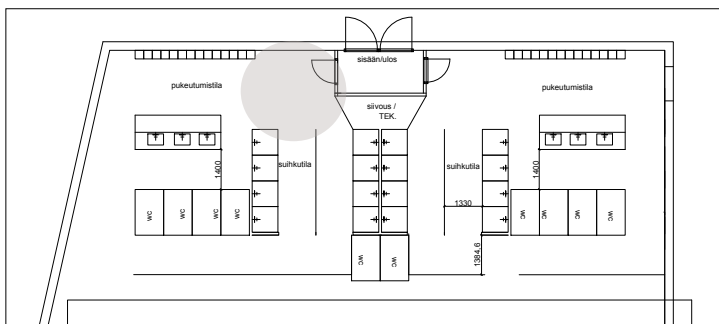 sisään/ulos
pukeutumistila
pukeutumistila
siivous /
TEK.
suihkutila
suihkutila
1400
1400
1330
WC
WC
WC
WC
WC
WC
WC
WC
WC
WC
1384.6